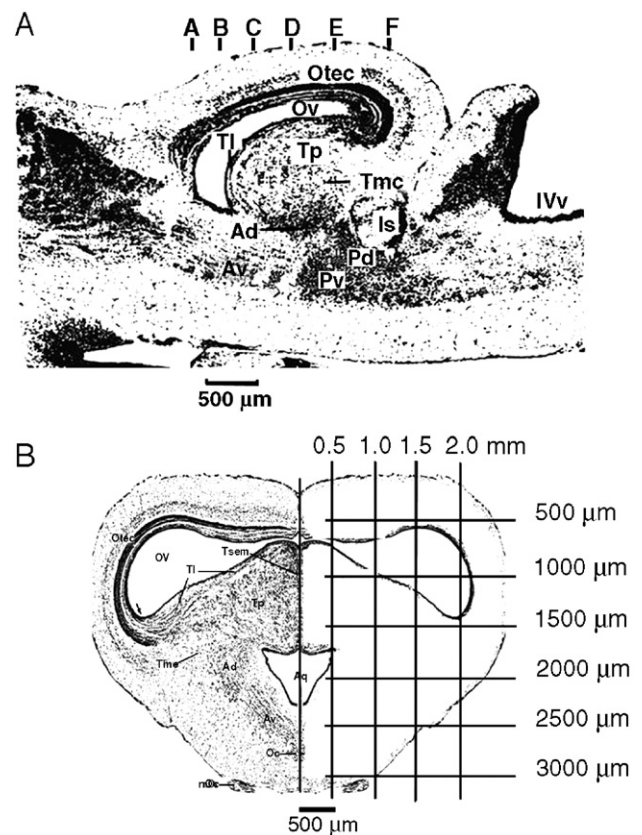 A
A B C D E F
Otec
Ov
Tl
Tp
Tmc
IVv
Is
Ad
Pd
Av
Pv
500 µm
B
0.5 1.0 1.5 2.0 mm
500 µm
Otec
OV
Tsem
1000 µm
Tl
Tp
1500 µm
Tmc
Ad
Aq
2000 µm
Av
2500 µm
Oc
3000 µm
500 µm